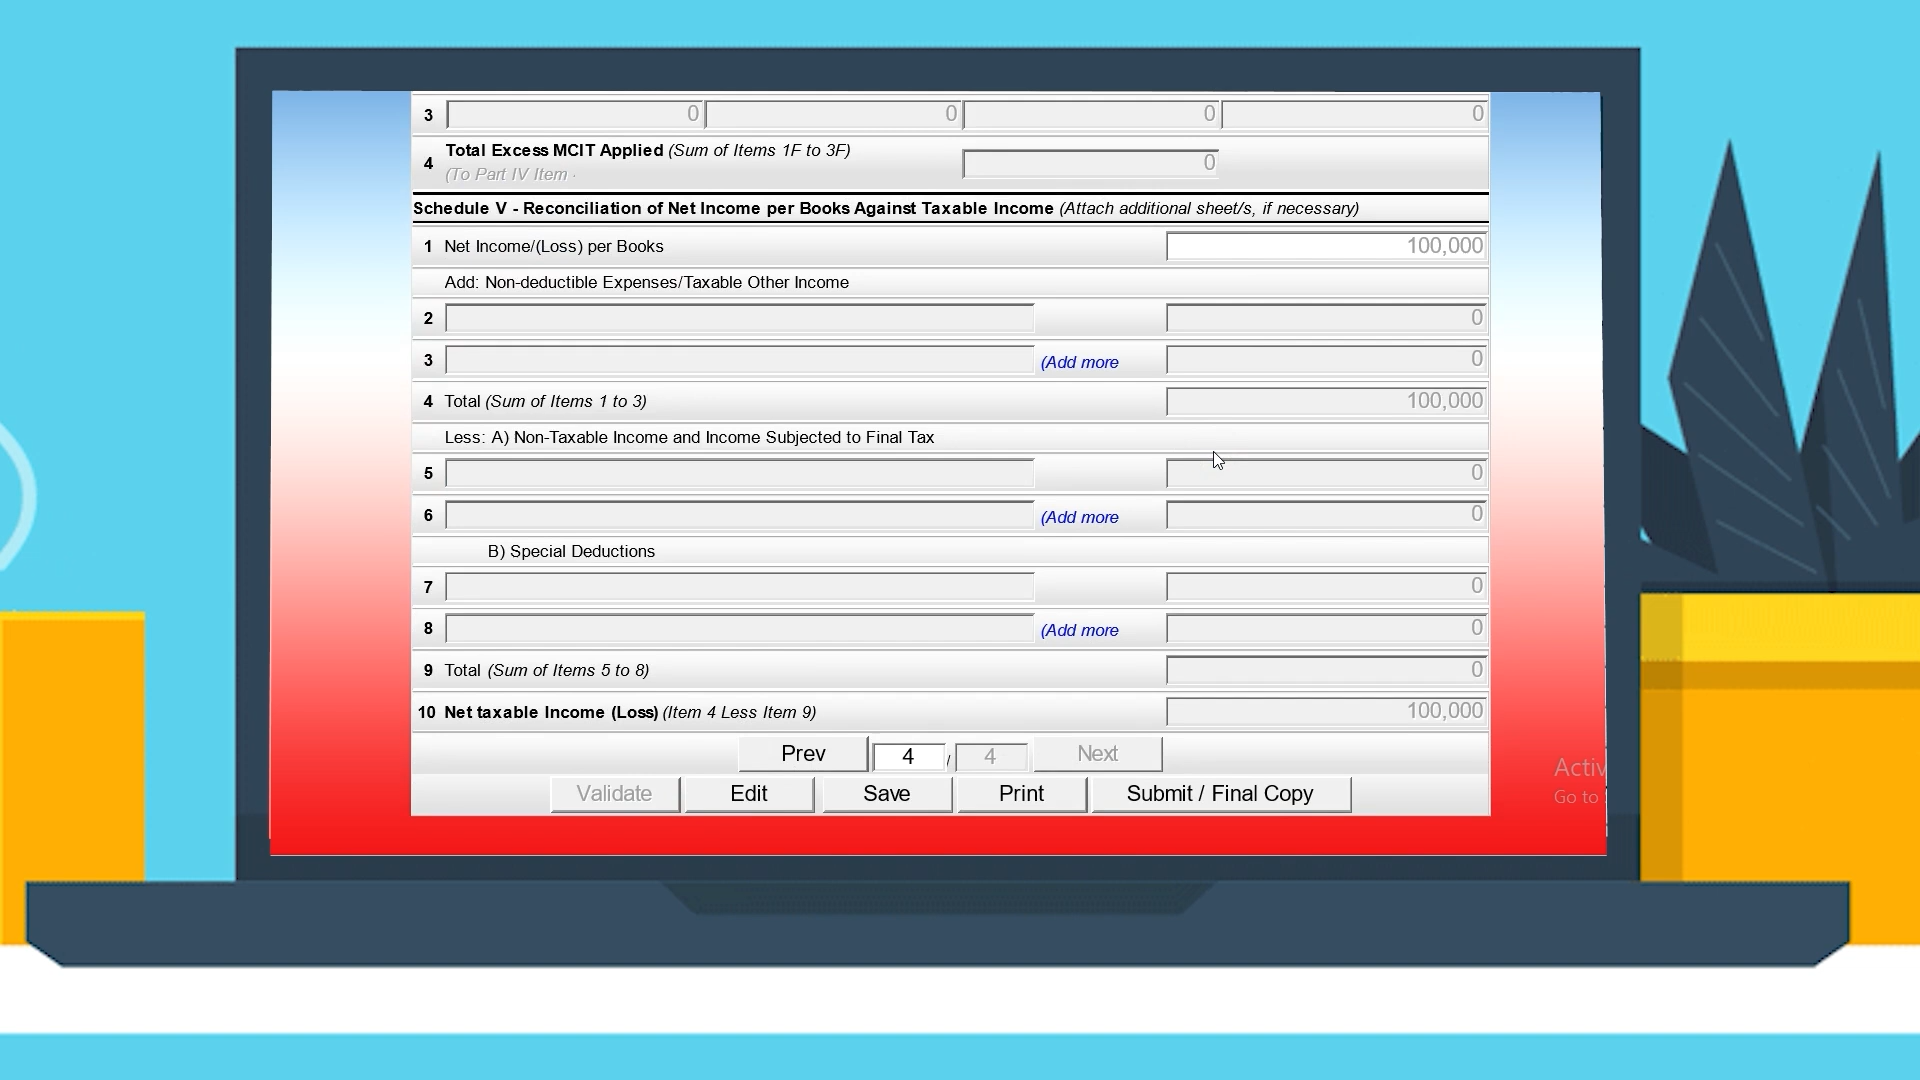 3 0 0 0 0
4 Total Excess MCIT Applied (Sum of Items 1F to 3F) 0
(To Part IV Item
Schedule V - Reconciliation of Net Income per Books Against Taxable Income (Attach additional sheet/s, if necessary)
1 Net Income/(Loss) per Books 100,000
Add: Non-deductible Expenses/Taxable Other Income
2 0
3 (Add more 0
4 Total (Sum of Items 1 to 3) 100,000
Less: A) Non-Taxable Income and Income Subjected to Final Tax
5 0
6 (Add more 0
B) Special Deductions
7 0
8 (Add more 0
9 Total (Sum of Items 5 to 8) 0
10 Net taxable Income (Loss) (Item 4 Less Item 9) 100,000
Prev 4 / 4 Next
Validate Edit Save Print Submit / Final Copy
Activ
Go to